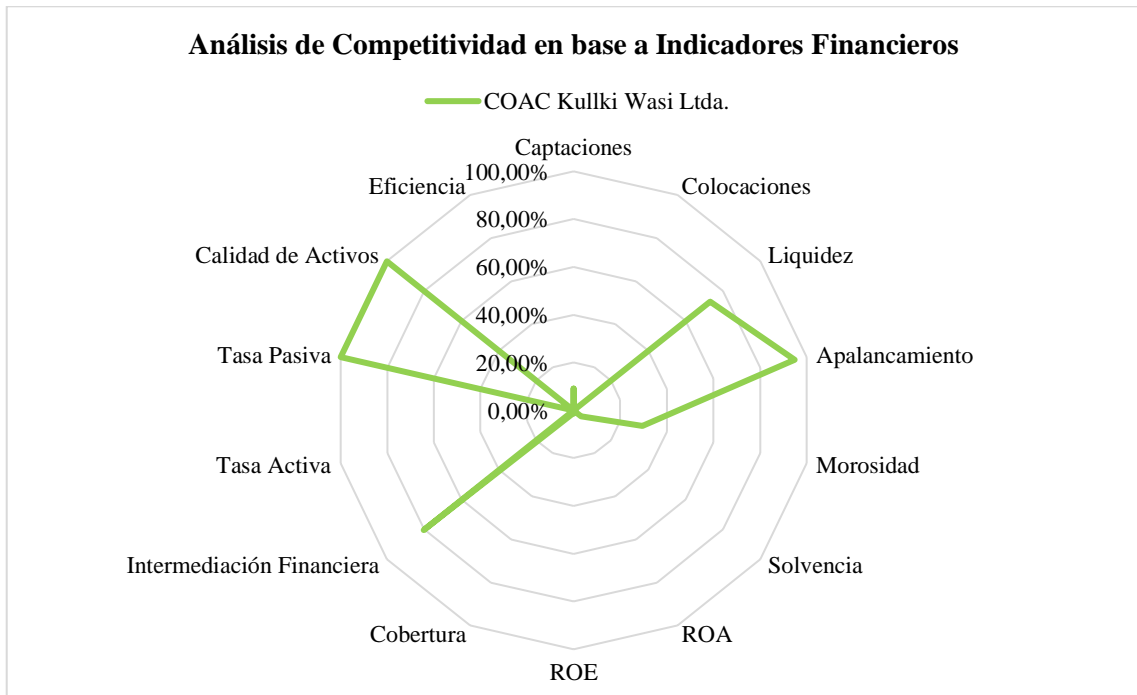 Análisis de Competitividad en base a Indicadores Financieros
COAC Kullki Wasi Ltda.
Captaciones
Colocaciones
Liquidez
Apalancamiento
Morosidad
Solvencia
ROA
ROE
Cobertura
Intermediación Financiera
Tasa Activa
Tasa Pasiva
Calidad de Activos
Eficiencia
100,00%
80,00%
60,00%
40,00%
20,00%
0,00%